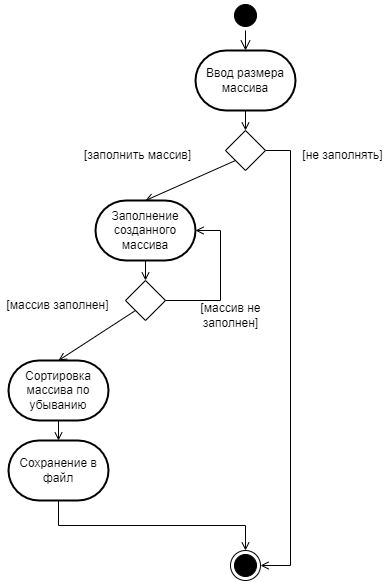 Ввод размера
массива
[заполнить массив]
[не заполнять]
Заполнение
созданного
массива
[массив заполнен]
[массив не
заполнен]
Сортировка
массива по
убыванию
Сохранение в
файл